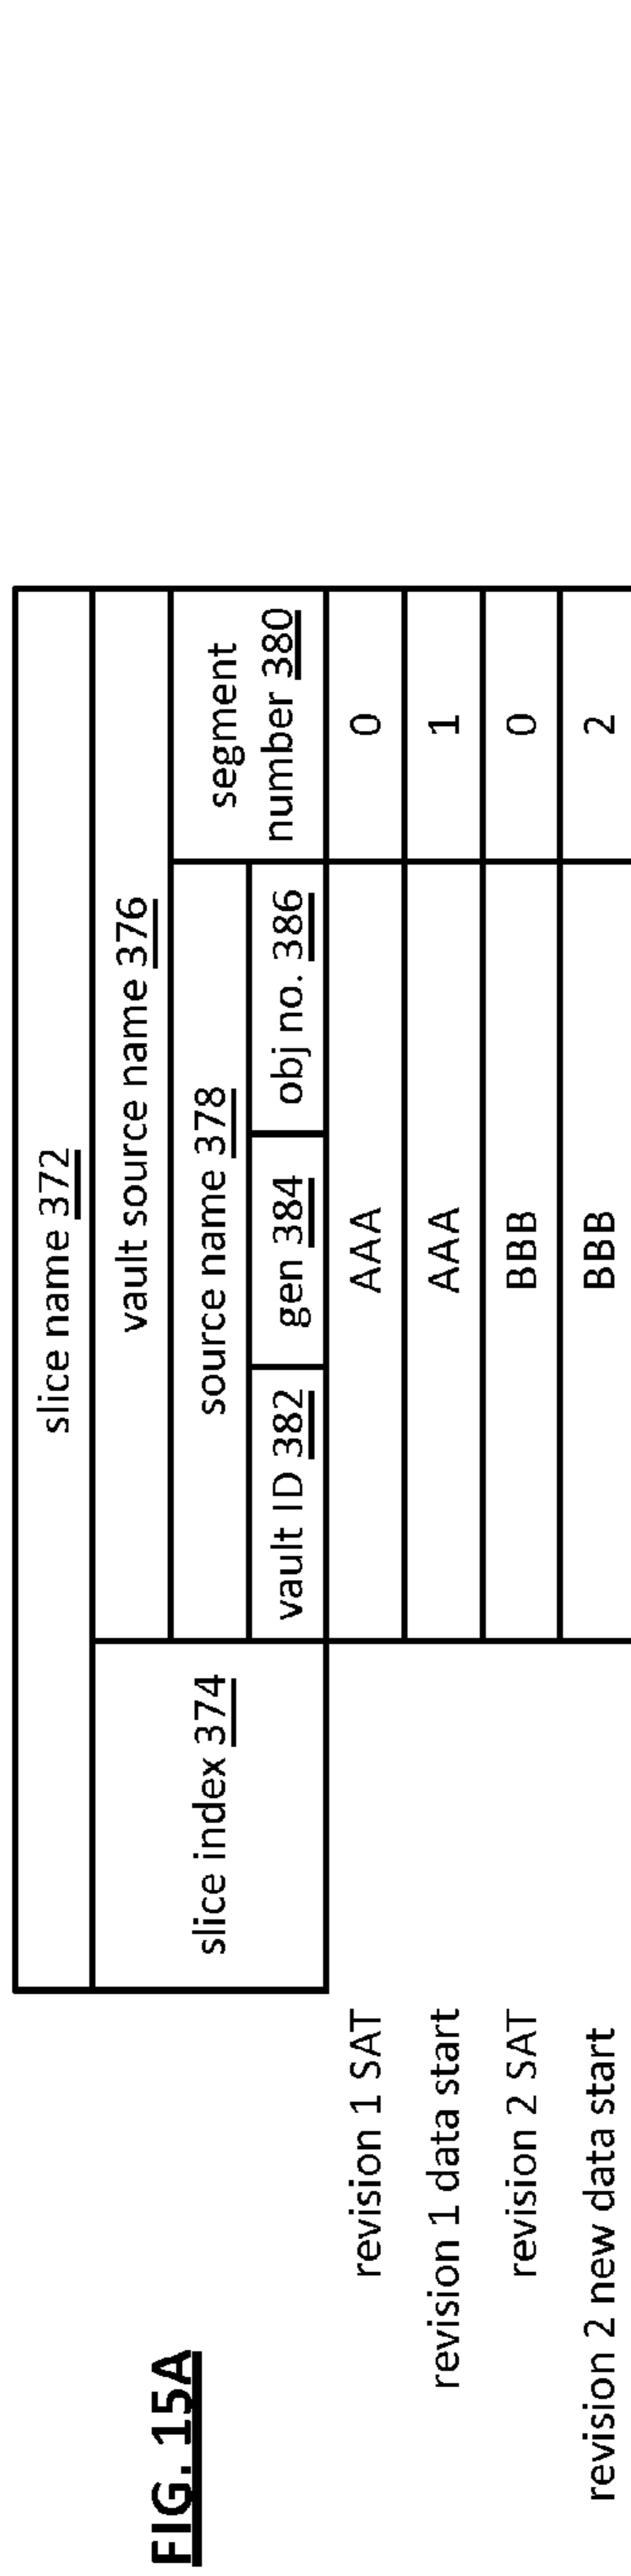 FIG. 15A
slice name 372
slice index 374
vault source name 376
source name 378
segment
number 380
vault ID 382
gen 384
obj no. 386
revision 1 SAT
AAA
0
revision 1 data start
AAA
1
revision 2 SAT
BBB
0
revision 2 new data start
BBB
2